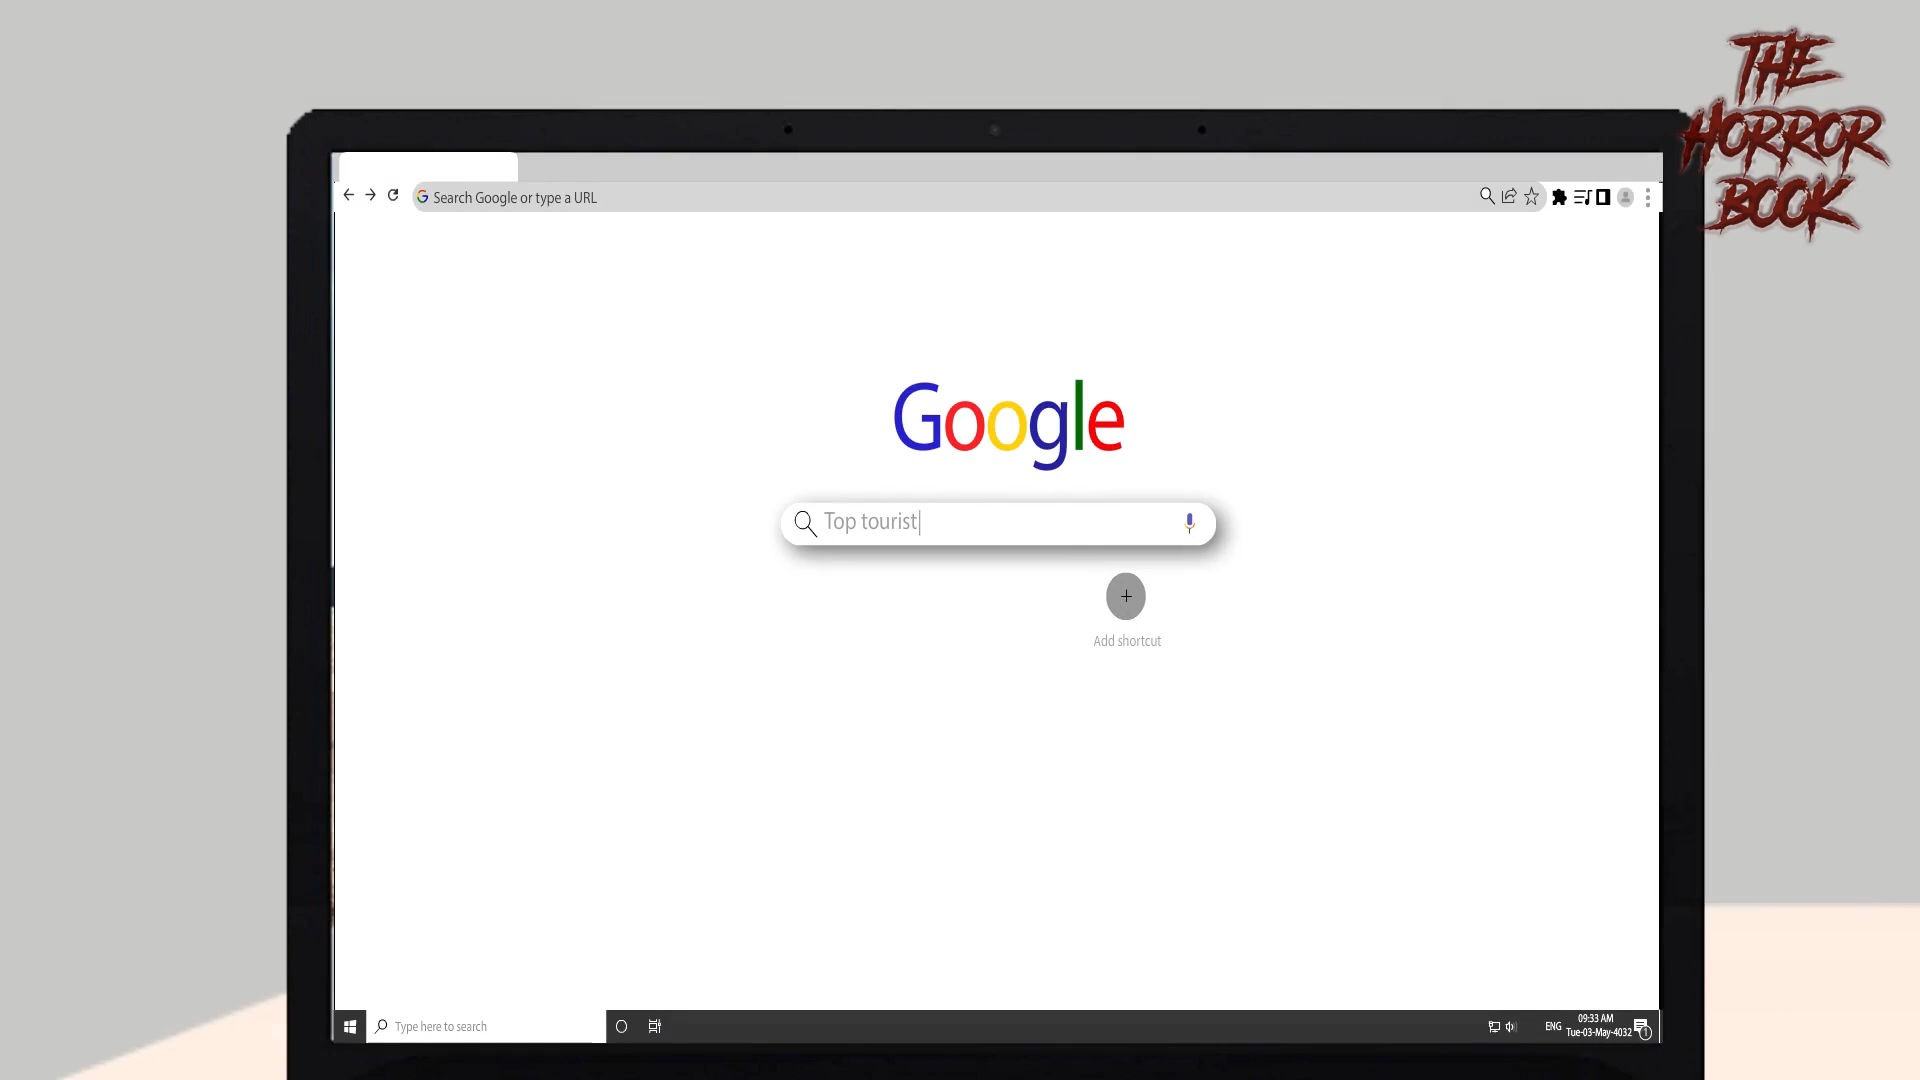 THE
HORROR
BOOK
Search Google or type a URL
Google
Top tourist
Add shortcut
Type here to search
ENG
09:33 AM
Tue-03-May-4032
1